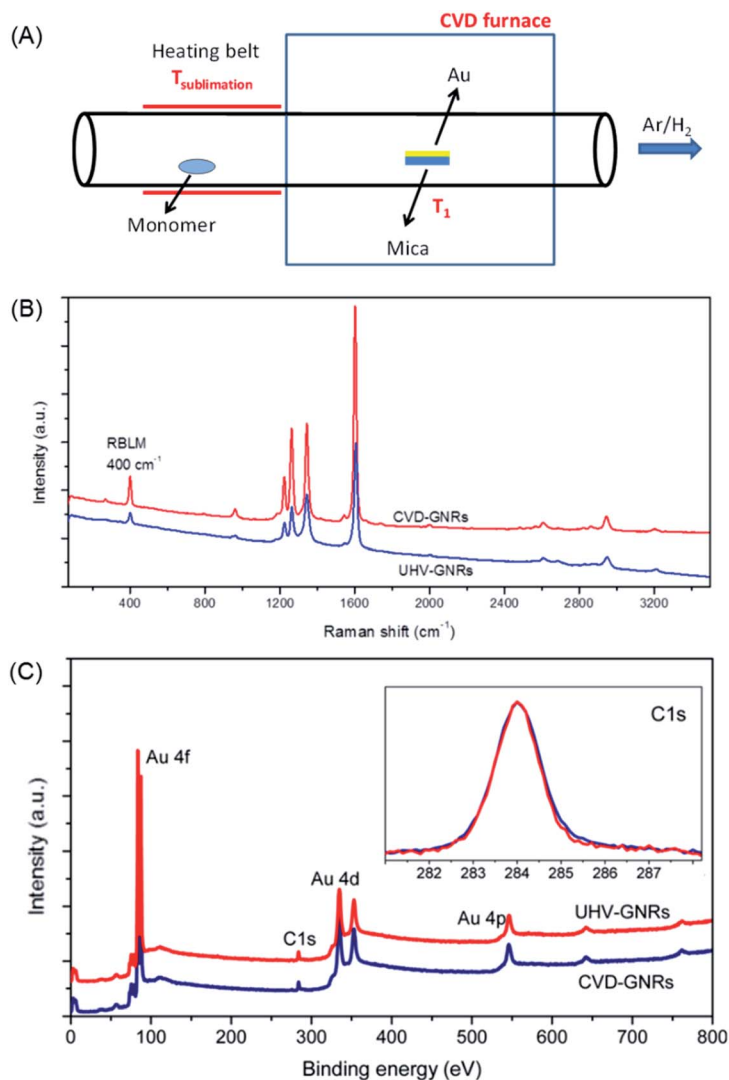 (A)
CVD furnace
Heating belt
T_sublimation
Au
Ar/H₂
Monomer
T₁
Mica
(B)
Intensity (a.u.)
RBLM
400 cm⁻¹
CVD-GNRs
UHV-GNRs
400 800 1200 1600 2000 2400 2800 3200
Raman shift (cm⁻¹)
(C)
Intensity (a.u.)
C1s
282 283 284 285 286 287
Au 4f
Au 4d
Au 4p
C1s
UHV-GNRs
CVD-GNRs
0 100 200 300 400 500 600 700 800
Binding energy (eV)